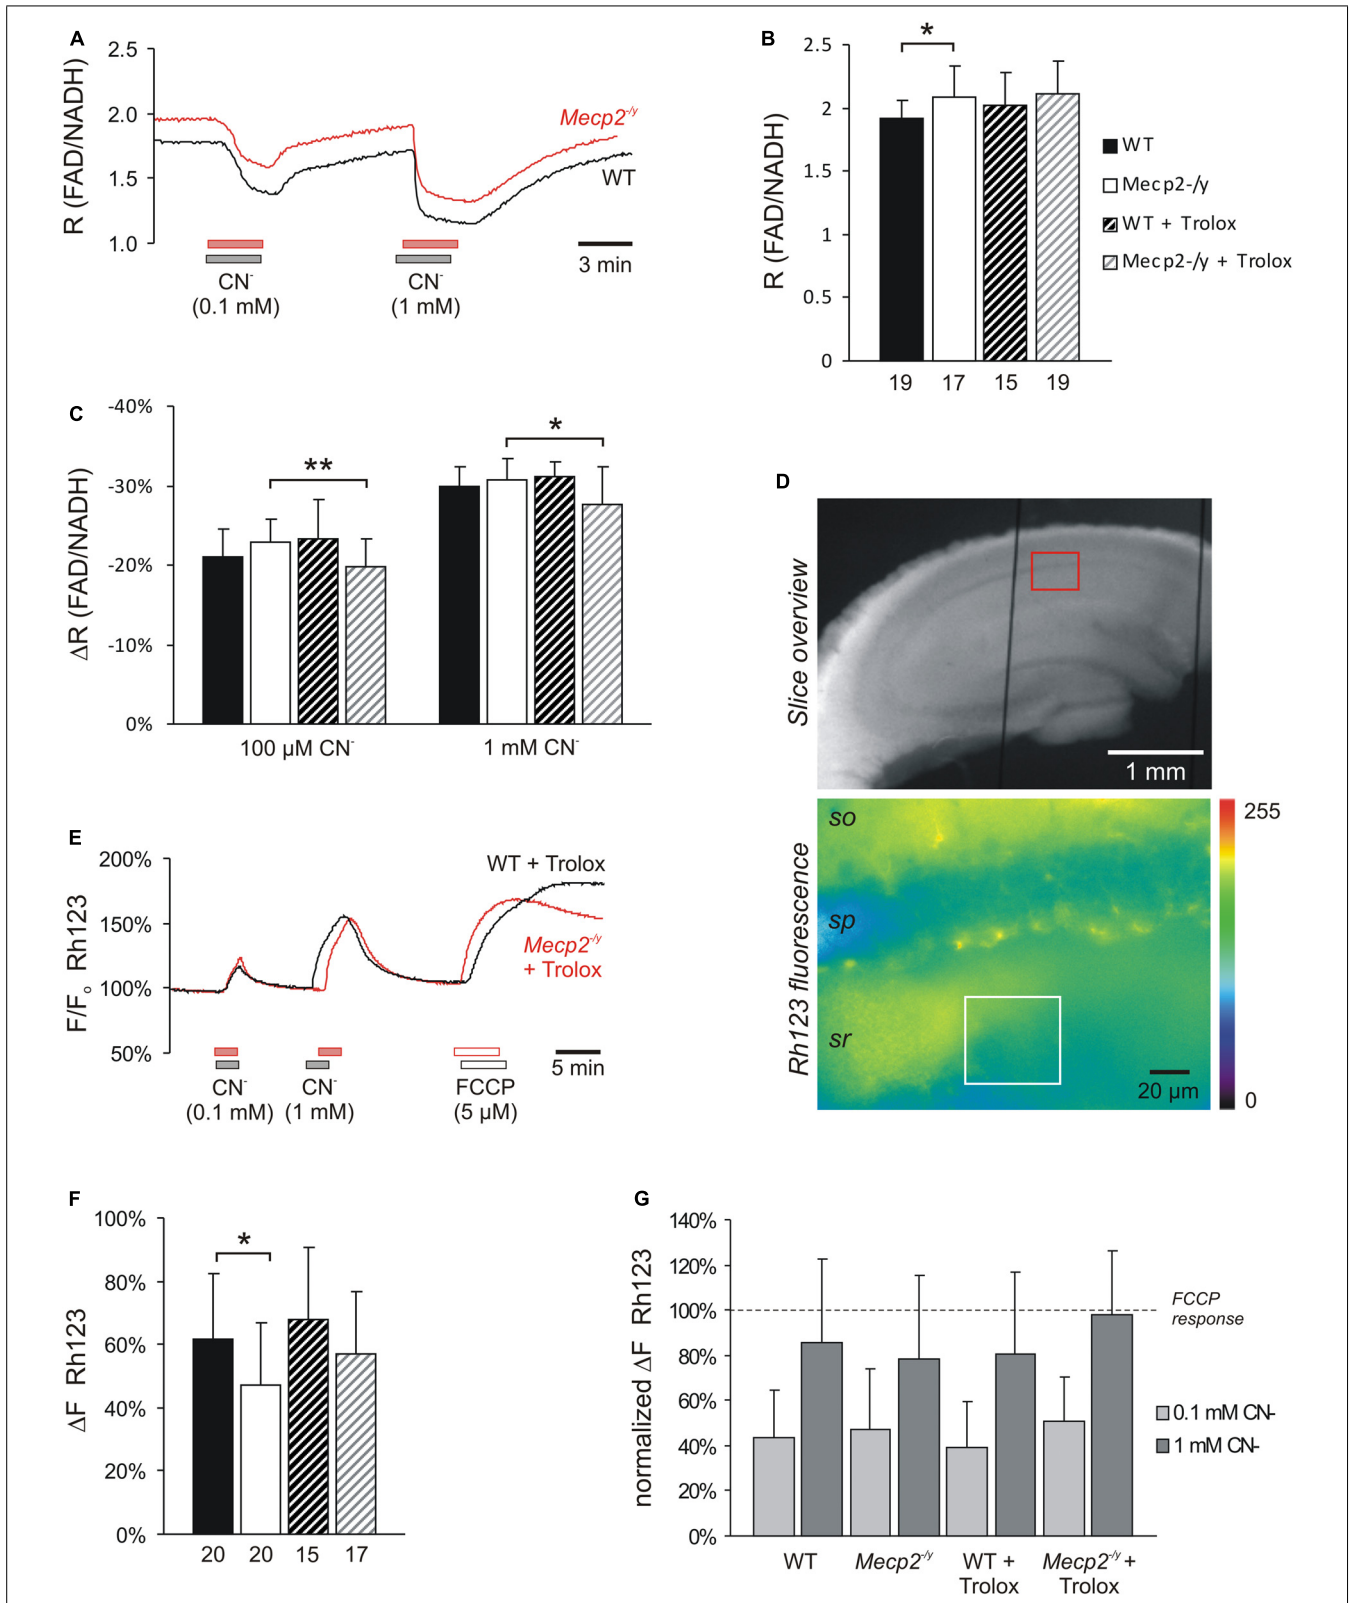 A
2.5
2.0
1.5
1.0
R (FAD/NADH)
Mecp2-/y
WT
CN-
(0.1 mM)
CN-
(1 mM)
3 min
B
2.5
2
1.5
1
0.5
0
R (FAD/NADH)
*
19 17 15 19
WT
Mecp2-/y
WT + Trolox
Mecp2-/y + Trolox
C
-40%
-30%
-20%
-10%
0%
ΔR (FAD/NADH)
**
*
100 µM CN-
1 mM CN-
D
Slice overview
1 mm
Rh123 fluorescence
so
sp
sr
20 µm
255
0
E
200%
150%
100%
50%
F/Fo Rh123
WT + Trolox
Mecp2-/y
+ Trolox
CN-
(0.1 mM)
CN-
(1 mM)
FCCP
(5 µM)
5 min
F
100%
80%
60%
40%
20%
0%
ΔF Rh123
*
20 20 15 17
G
140%
120%
100%
80%
60%
40%
20%
0%
normalized ΔF Rh123
FCCP
response
0.1 mM CN-
1 mM CN-
WT
Mecp2-/y
WT +
Trolox
Mecp2-/y +
Trolox